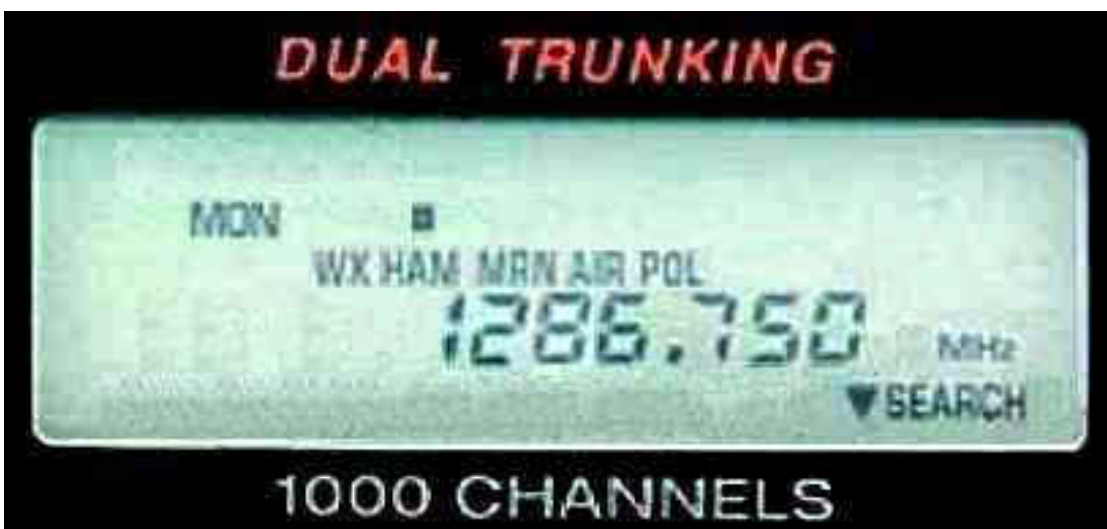 DUAL TRUNKING
MON
WX HAM MRN AIR POL
1286.750 MHz
▼SEARCH
1000 CHANNELS